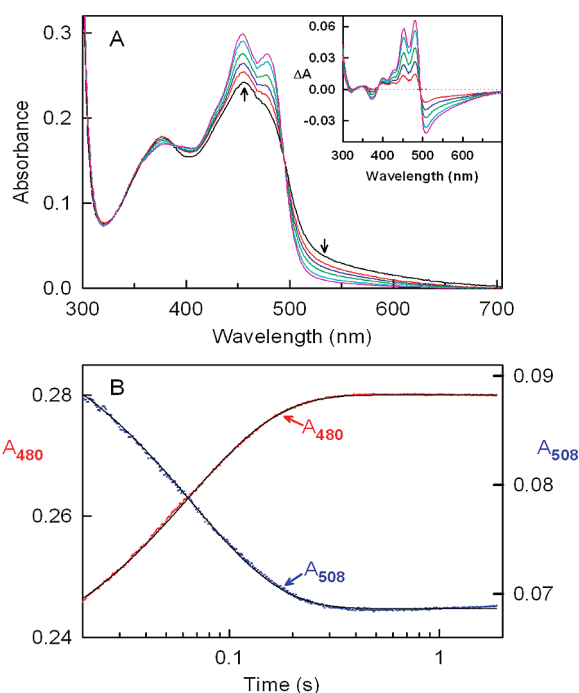 A
0.3
0.2
0.1
0.0
Absorbance
300 400 500 600 700
Wavelength (nm)
0.06
0.03
0.00
-0.03
ΔA
300 400 500 600
Wavelength (nm)
B
0.28
0.26
0.24
A480
A480
A508
0.09
0.08
0.07
A508
0.1 1
Time (s)